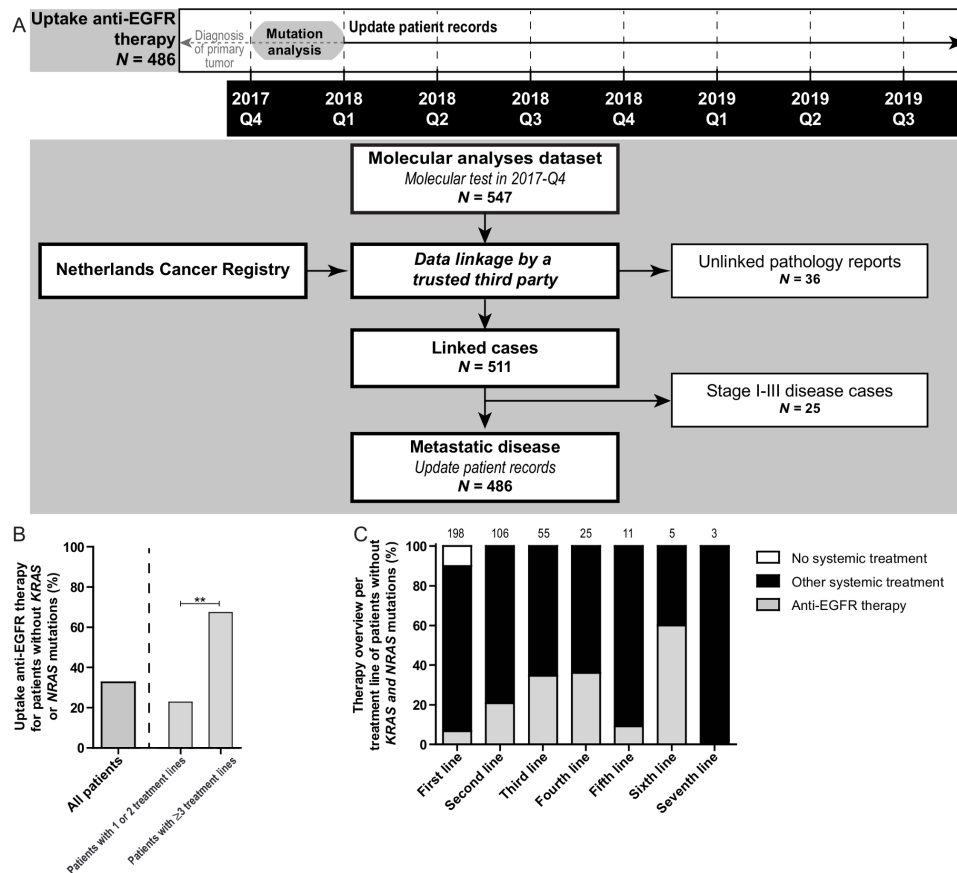 A
Uptake anti-EGFR
therapy
N = 486
Diagnosis
of primary
tumor
Mutation
analysis
Update patient records
2017 2018 2018 2018 2018 2019 2019 2019
Q4 Q1 Q2 Q3 Q4 Q1 Q2 Q3
Molecular analyses dataset
Molecular test in 2017-Q4
N = 547
Netherlands Cancer Registry
Data linkage by a
trusted third party
Unlinked pathology reports
N = 36
Linked cases
N = 511
Stage I-III disease cases
N = 25
Metastatic disease
Update patient records
N = 486
B
Uptake anti-EGFR therapy
for patients without KRAS
or NRAS mutations (%)
100
80
60
40
20
0
**
All patients
Patients with 1 or 2 treatment lines
Patients with ≥3 treatment lines
C
Therapy overview per
treatment line of patients without
KRAS and NRAS mutations (%)
100
80
60
40
20
0
198 106 55 25 11 5 3
First line
Second line
Third line
Fourth line
Fifth line
Sixth line
Seventh line
No systemic treatment
Other systemic treatment
Anti-EGFR therapy